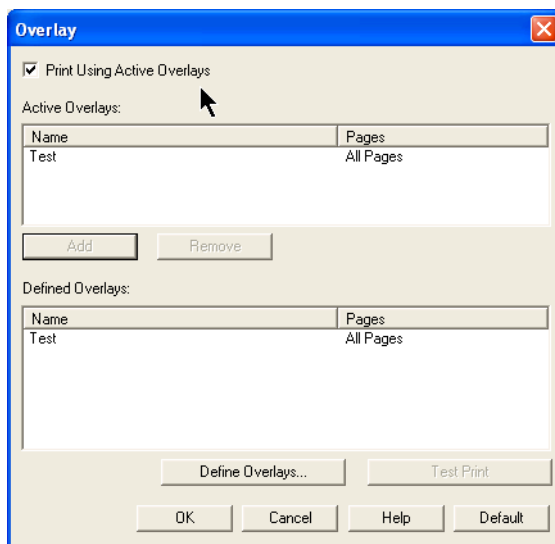 Overlay
Print Using Active Overlays
Active Overlays:
Name Pages
Test All Pages
Add Remove
Defined Overlays:
Name Pages
Test All Pages
Define Overlays... Test Print
OK Cancel Help Default